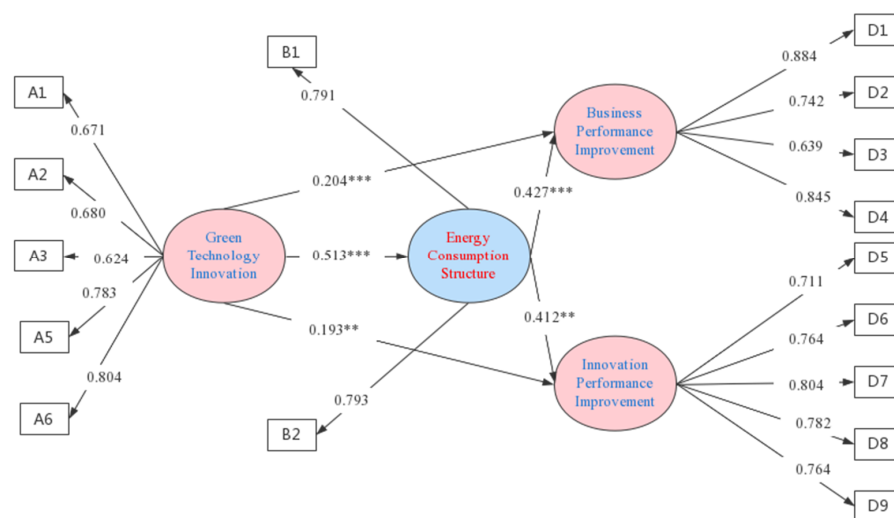 D1
B1
0.884
A1
0.791
D2
0.742
Business
Performance
Improvement
0.671
0.639
D3
A2
0.204***
0.427***
0.845
D4
0.680
Green
Technology
Innovation
Energy
Consumption
Structure
A3
0.624
0.513***
D5
0.783
0.711
A5
0.193**
0.412**
D6
0.764
Innovation
Performance
Improvement
0.804
D7
0.804
A6
0.793
0.782
B2
D8
0.764
D9